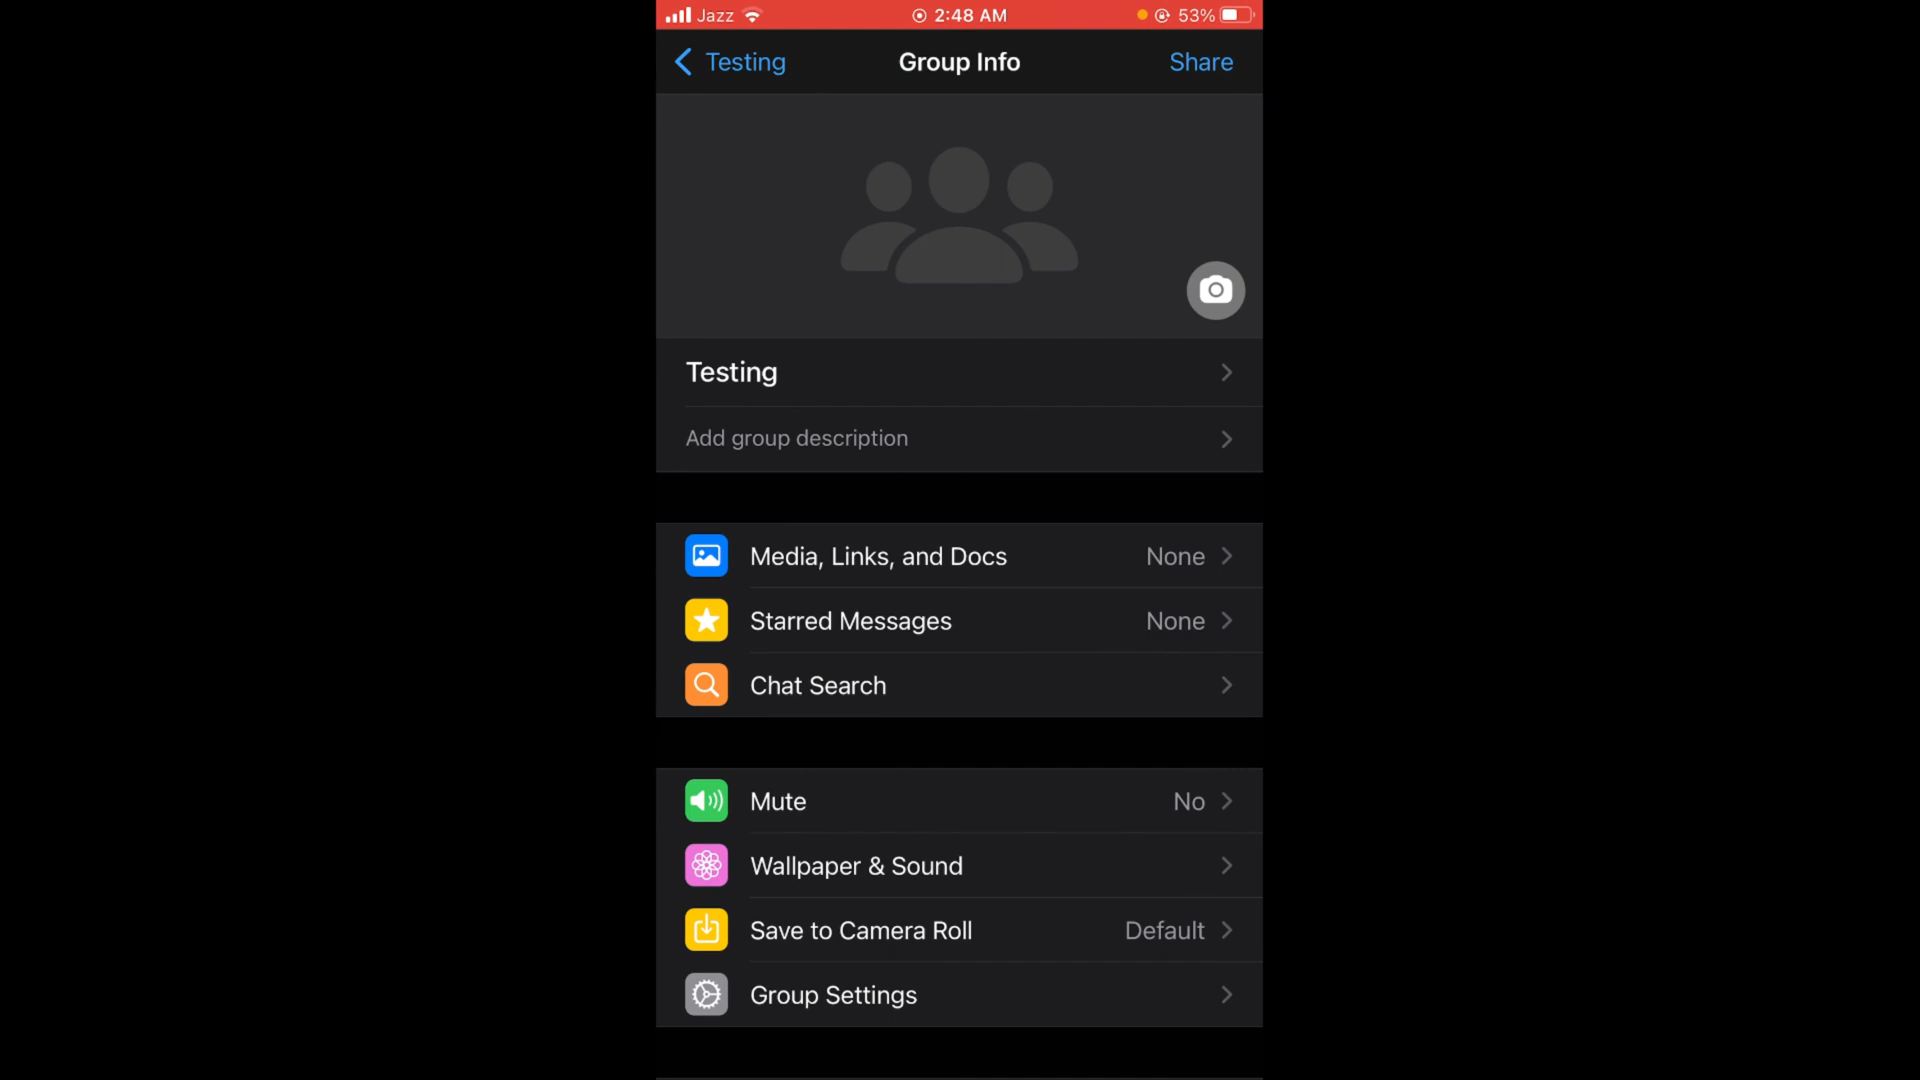 Jazz 2:48 AM 53%
Testing Group Info Share
Testing
Add group description
Media, Links, and Docs None
Starred Messages None
Chat Search
Mute No
Wallpaper & Sound
Save to Camera Roll Default
Group Settings